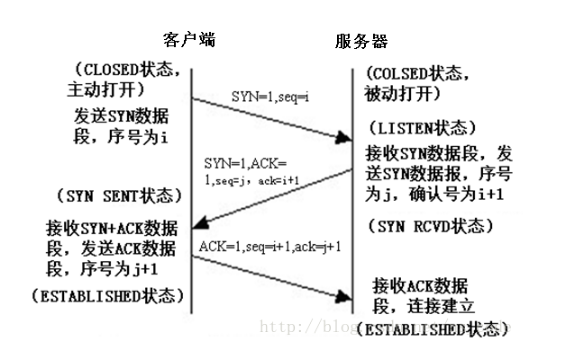 客户端
服务器
(CLOSED状态,
主动打开)
发送SYN数据
段,序号为i
SYN=1,seq=i
(COLSED状态,
被动打开)
(LISTEN状态)
接收SYN数据段,发
送SYN数据报,序号
为j,确认号为i+1
SYN=1,ACK=
1,seq=j, ack=i+1
(SYN SENT状态)
(SYN RCVD状态)
接收SYN+ACK数据
段,发送ACK数据
段,序号为j+1
ACK=1,seq=i+1,ack=j+1
(ESTABLISHED状态)
接收ACK数据
段,连接建立
(ESTABLISHED状态)
http://blog